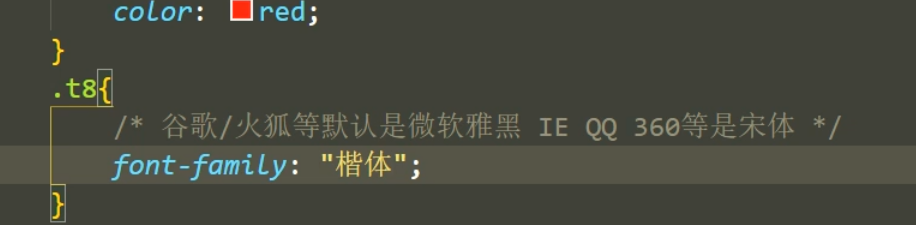 color: red;
}
.t8{
/* 谷歌/火狐等默认是微软雅黑 IE QQ 360等是宋体 */
font-family: "楷体";
}